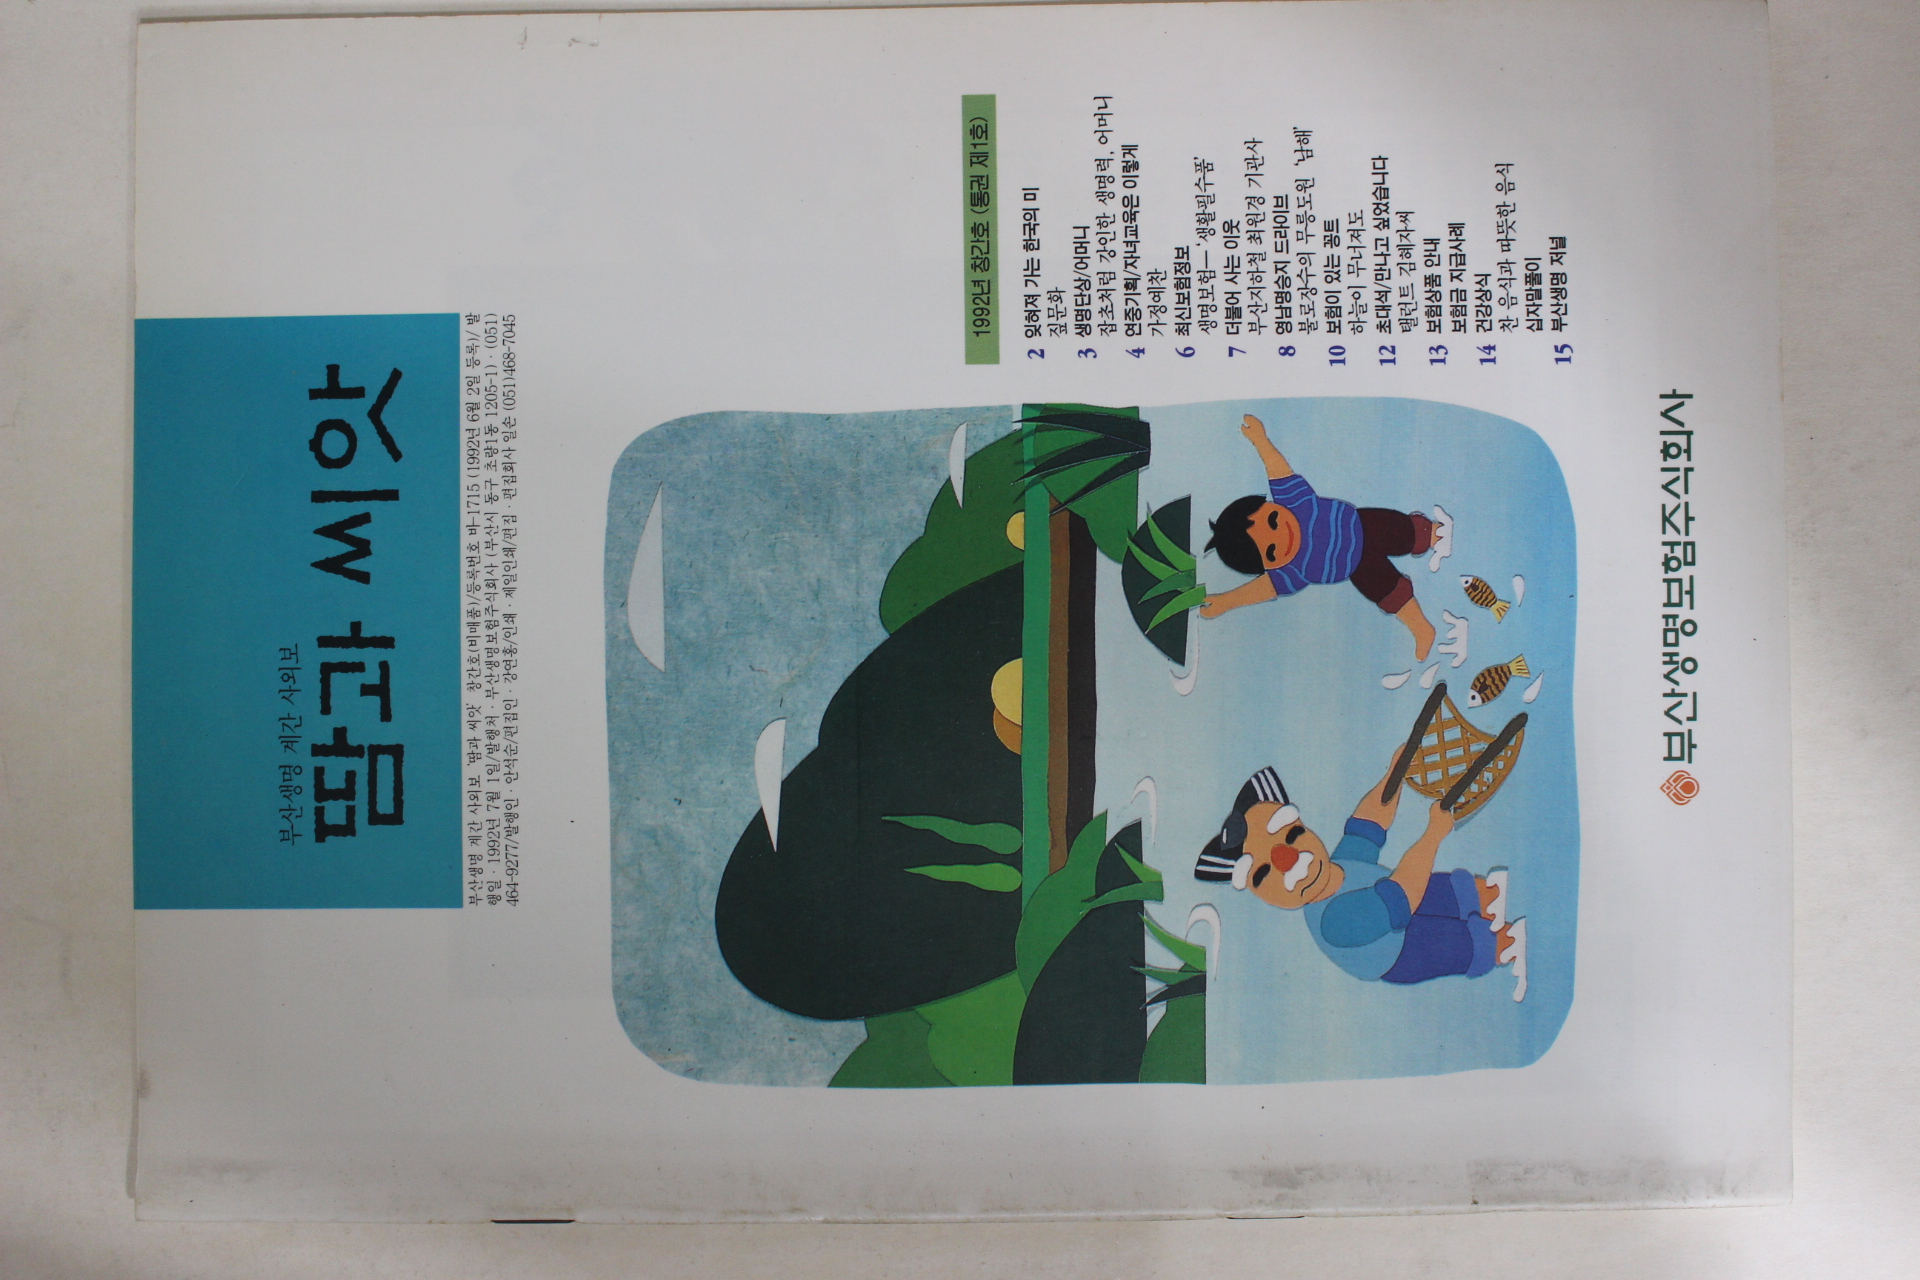 부산생명 계간 사외보
땀과 씨앗
부산생명 계간 사외보 '땀과 씨앗' 창간호(비매품)/등록번호 바-1715 (1992년 6월 2일 등록)/발
행일 · 1992년 7월 1일/발행처 · 부산생명보험주식회사 (부산시 동구 초량1동 1205-1) · (051)
464-9277/발행인 · 안석순/편집인 · 강연홍/인쇄 · 제일인쇄/편집 · 편집회사 일손 (051)468-7045
1992년 창간호 (통권 제1호)
2 잊혀져 가는 한국의 미
짚문화
3 생명단상/어머니
잡초처럼 강인한 생명력, 어머니
4 연중기획/자녀교육은 이렇게
가정예찬
6 최신보험정보
생명보험—'생활필수품'
7 더불어 사는 이웃
부산지하철 최원경 기관사
8 영남명승지 드라이브
불로장수의 무릉도원 '남해'
10 보험이 있는 꽁트
하늘이 무너져도
12 초대석/만나고 싶었습니다
탤런트 김혜자씨
13 보험상품 안내
보험금 지급사례
14 건강상식
찬 음식과 따뜻한 음식
십자말풀이
15 부산생명 저널
부산생명보험주식회사